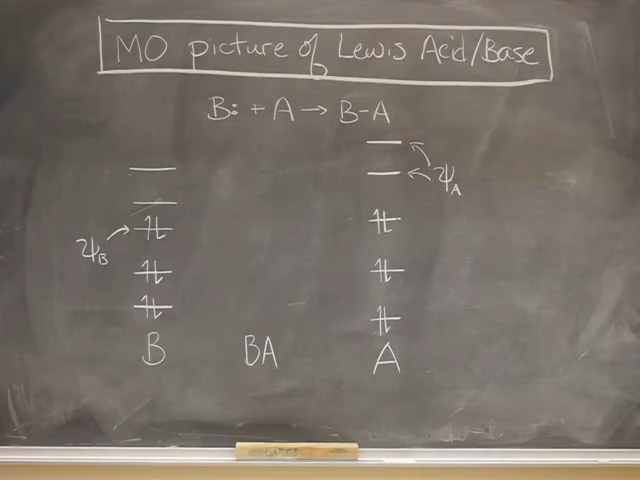 MO picture of Lewis Acid/Base
B: + A → B-A
ψA
ψB
B BA A